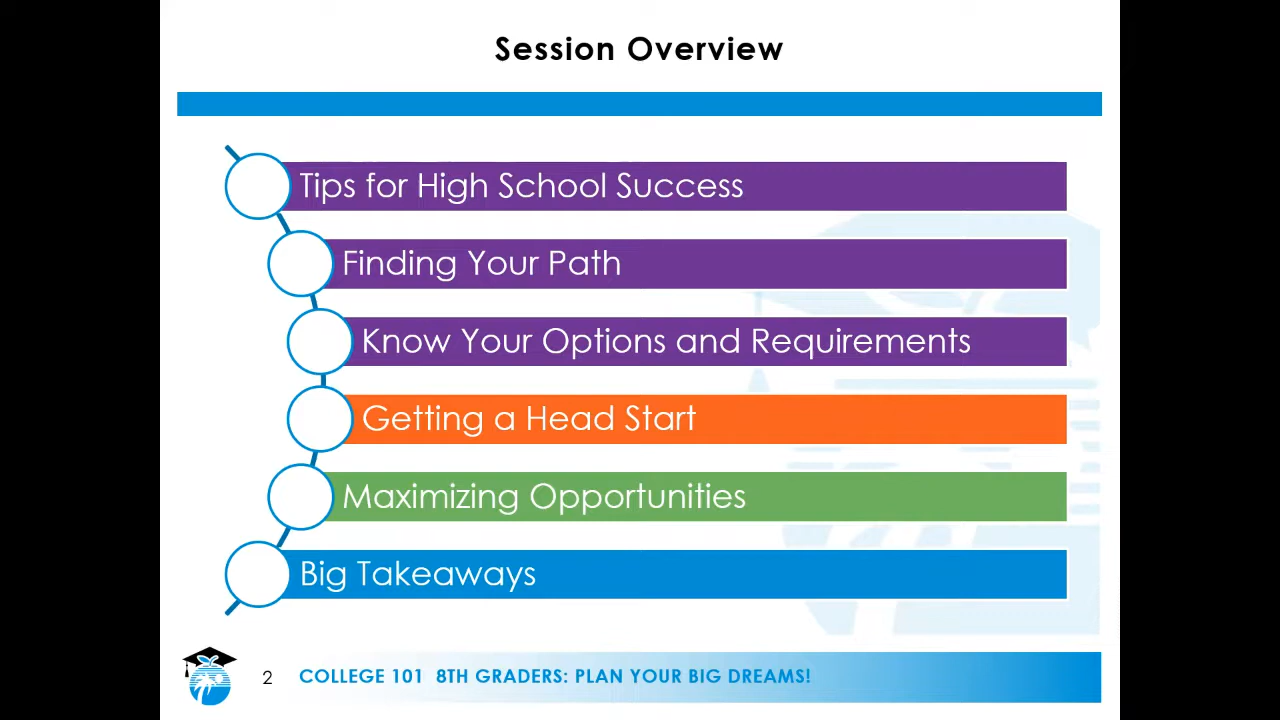 Session Overview
Tips for High School Success
Finding Your Path
Know Your Options and Requirements
Getting a Head Start
Maximizing Opportunities
Big Takeaways
2 COLLEGE 101 8TH GRADERS: PLAN YOUR BIG DREAMS!